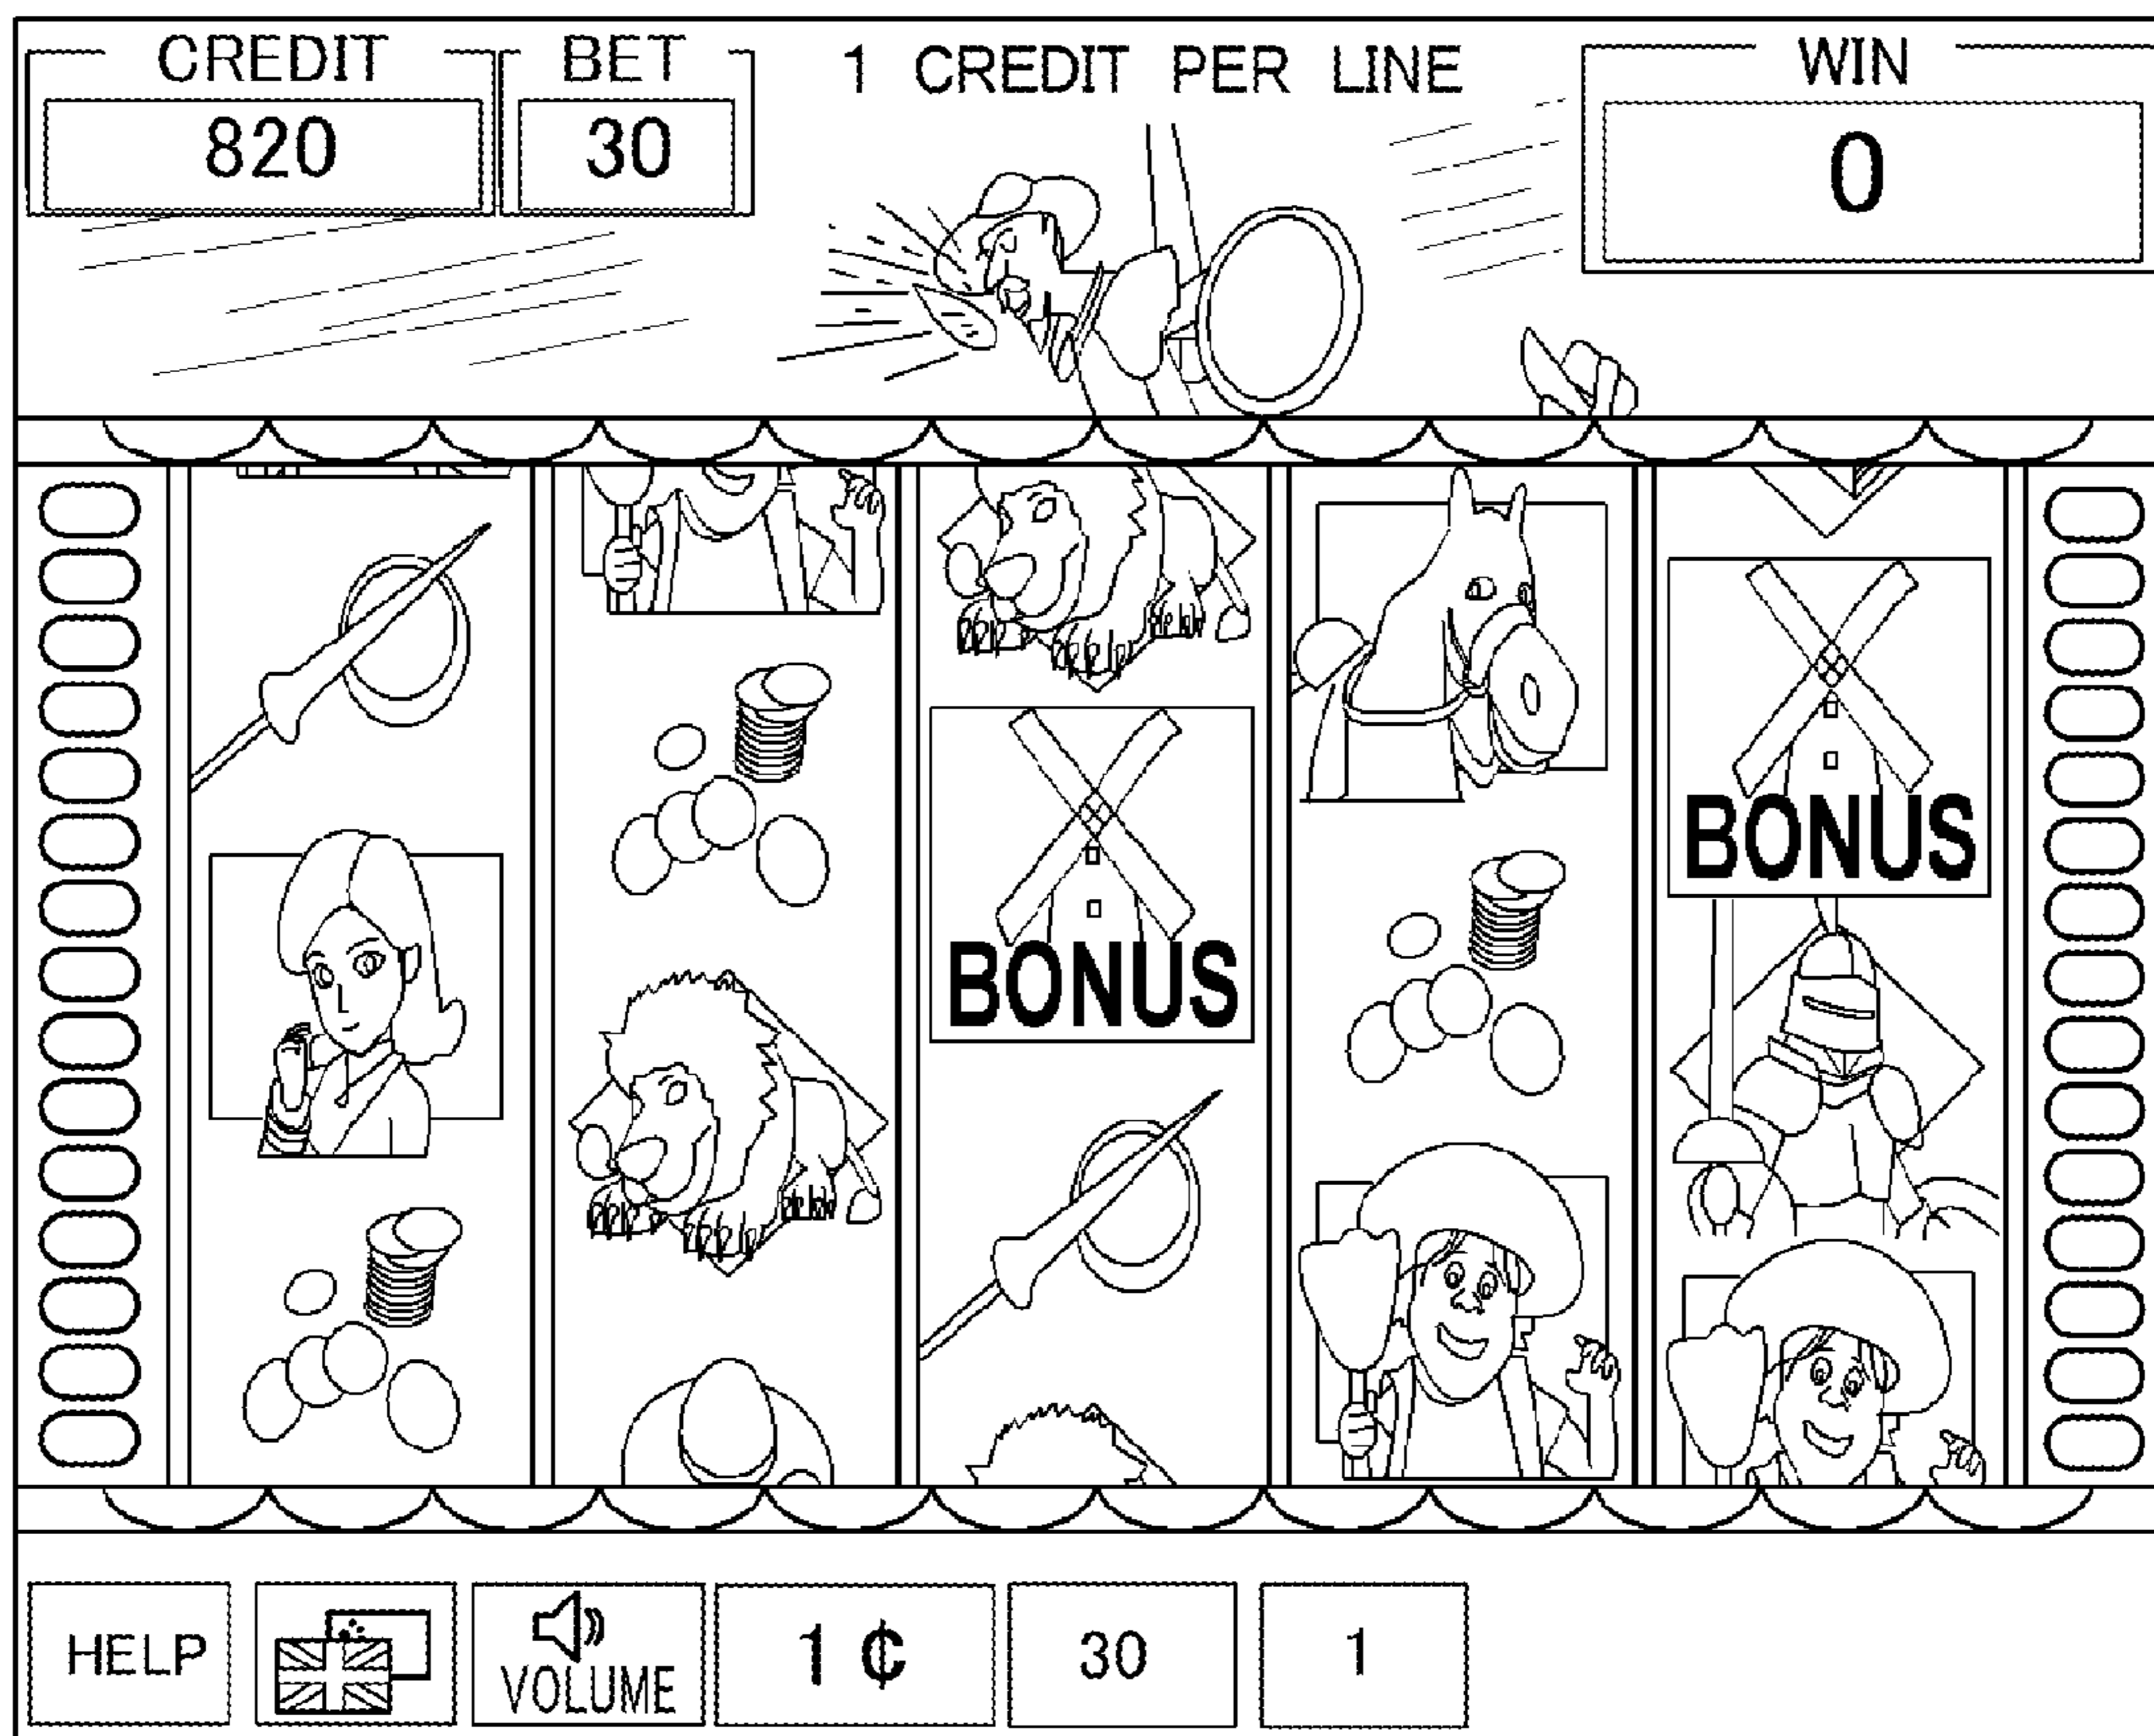 CREDIT BET 1 CREDIT PER LINE WIN
820 30 0
BONUS
BONUS
HELP VOLUME 1 ¢ 30 1